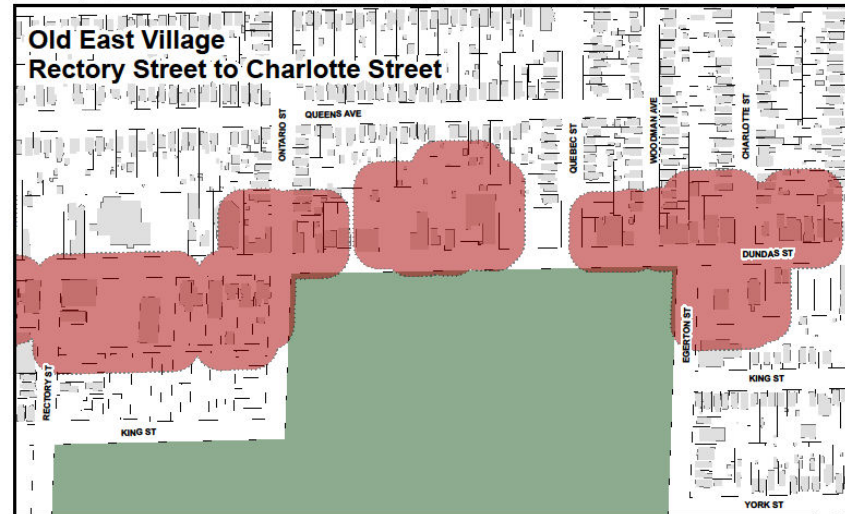 Old East Village
Rectory Street to Charlotte Street
QUEENS AVE
ONTARIO ST
QUEBEC ST
WOODMAN AVE
CHARLOTTE ST
DUNDAS ST
EGERTON ST
RECTORY ST
KING ST
KING ST
YORK ST